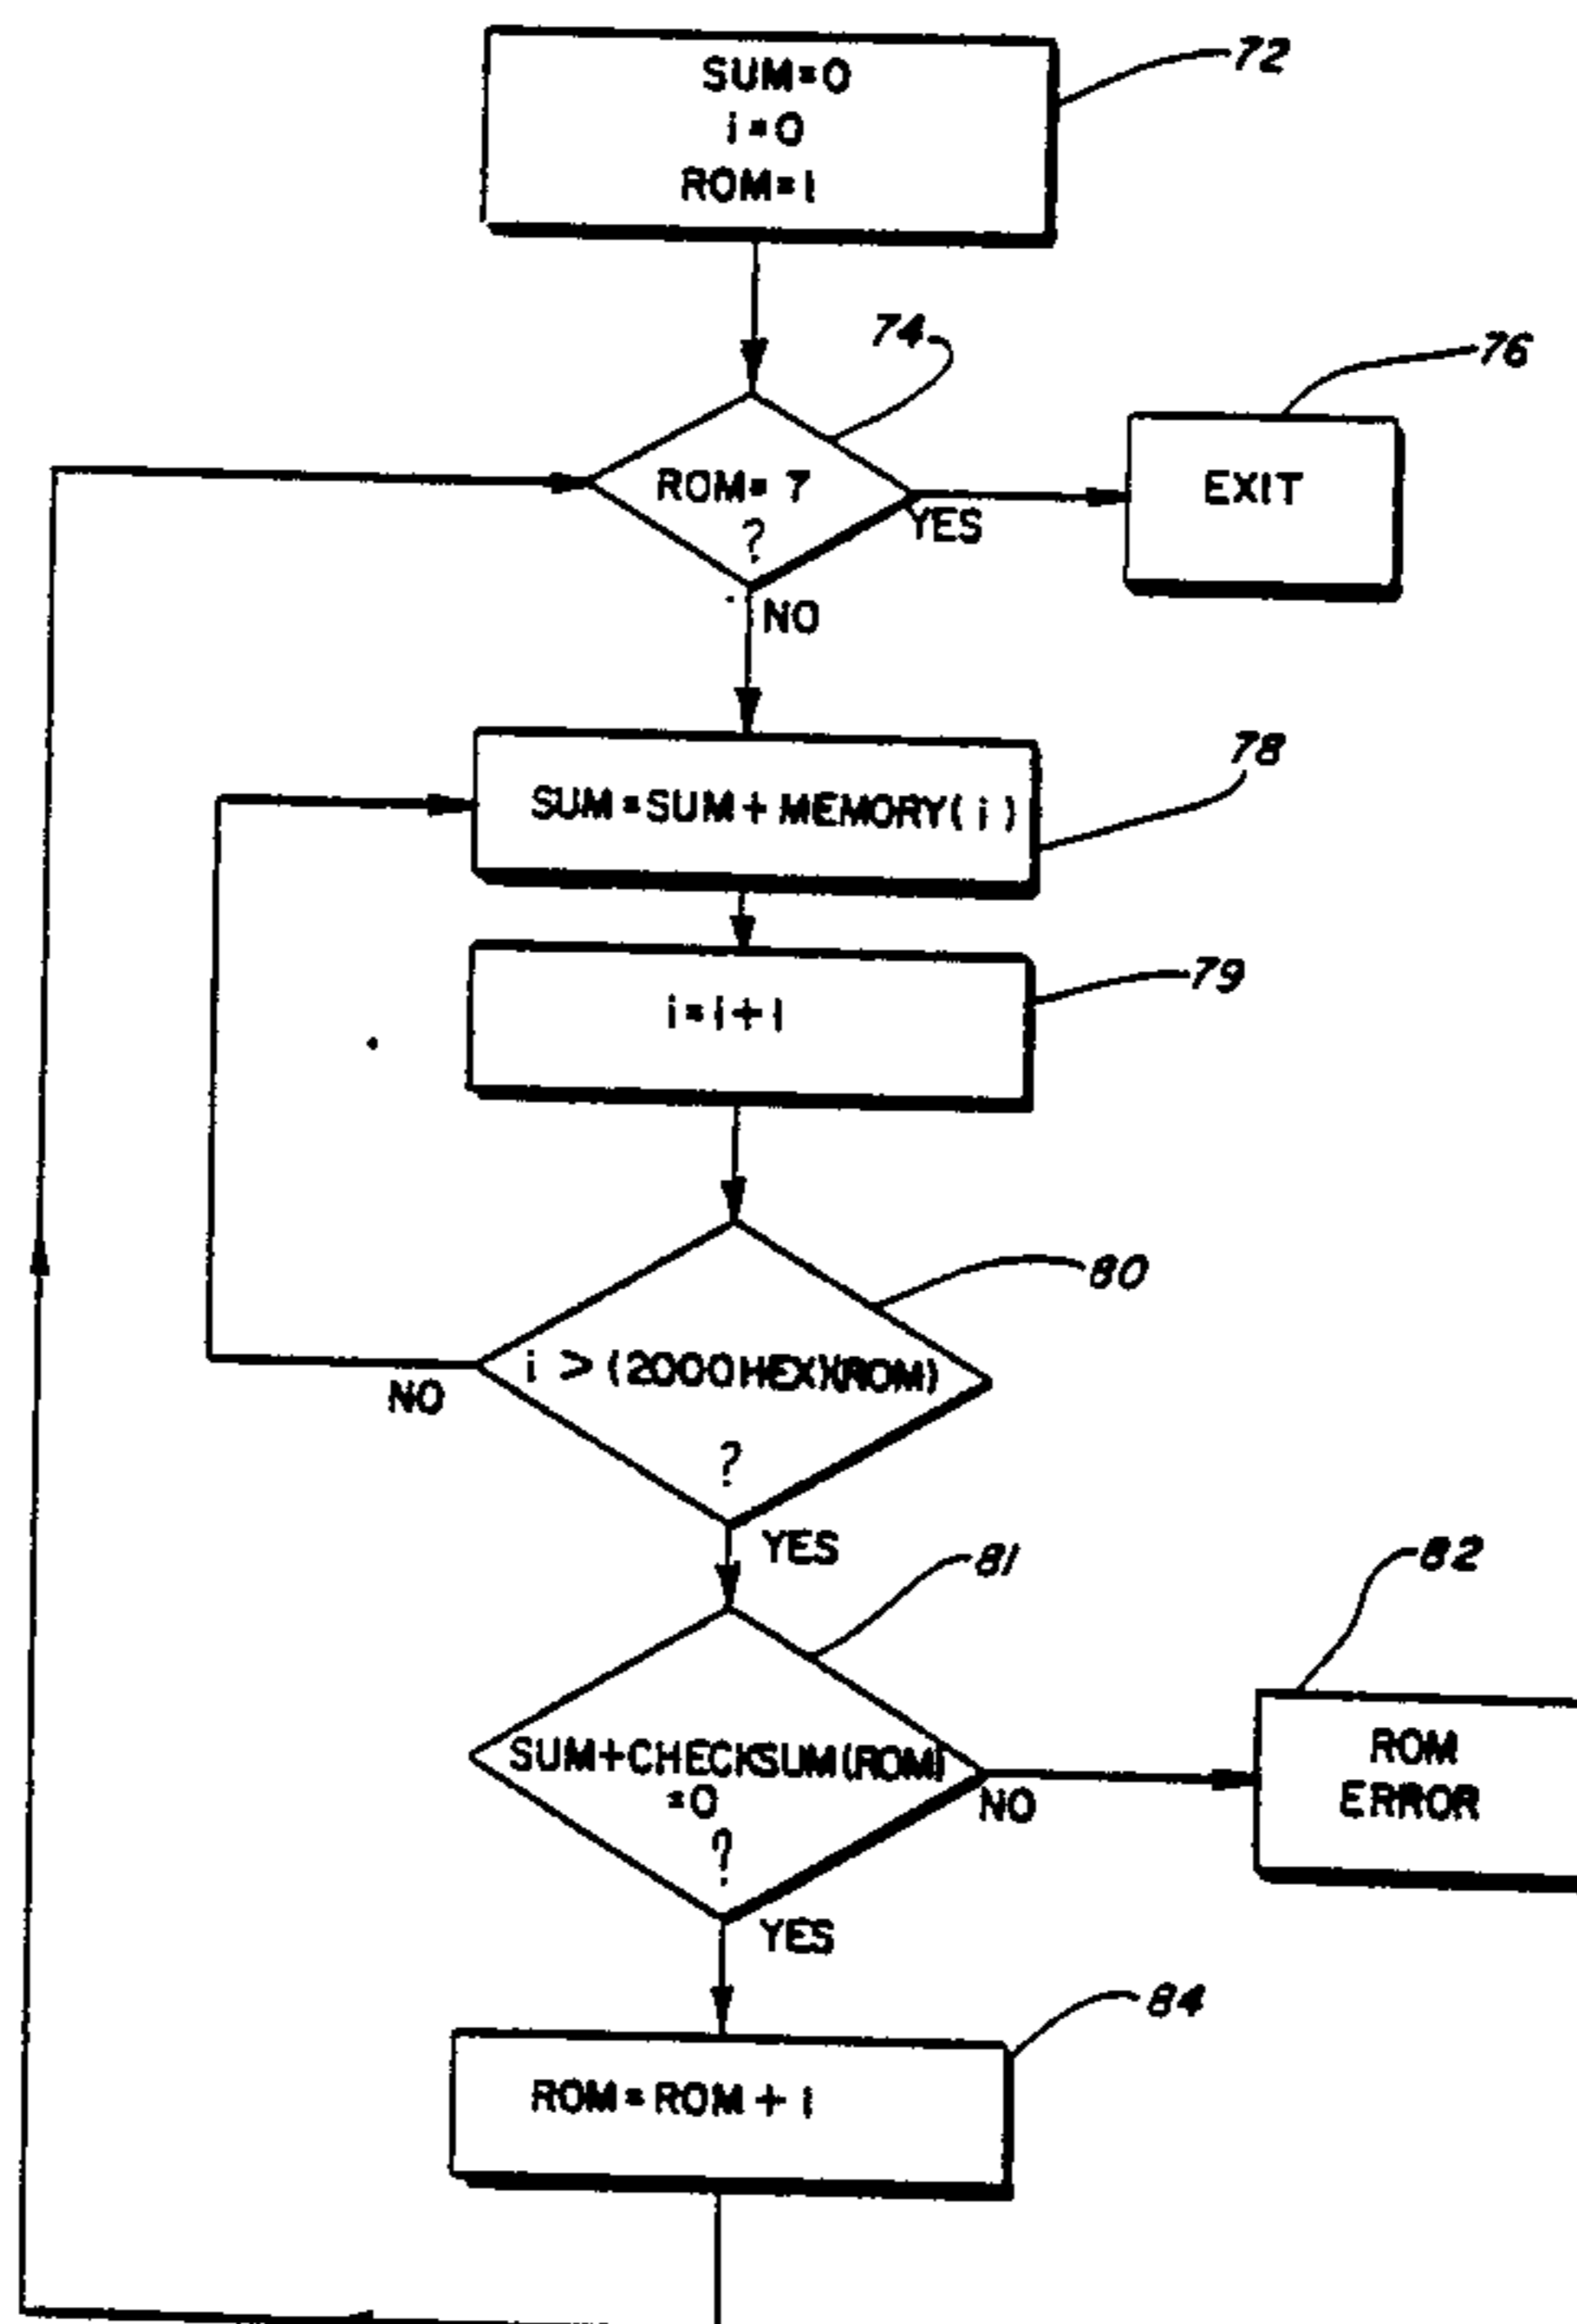 SUM=0
i=0
ROM=1
72
74
76
ROM= 7
?
YES
EXIT
NO
78
SUM=SUM+MEMORY(i)
79
i=i+1
80
i > (2000HEX)(ROM)
?
NO
YES
81
82
SUM+CHECKSUM(ROM)
=0
?
NO
ROM
ERROR
YES
84
ROM=ROM+1